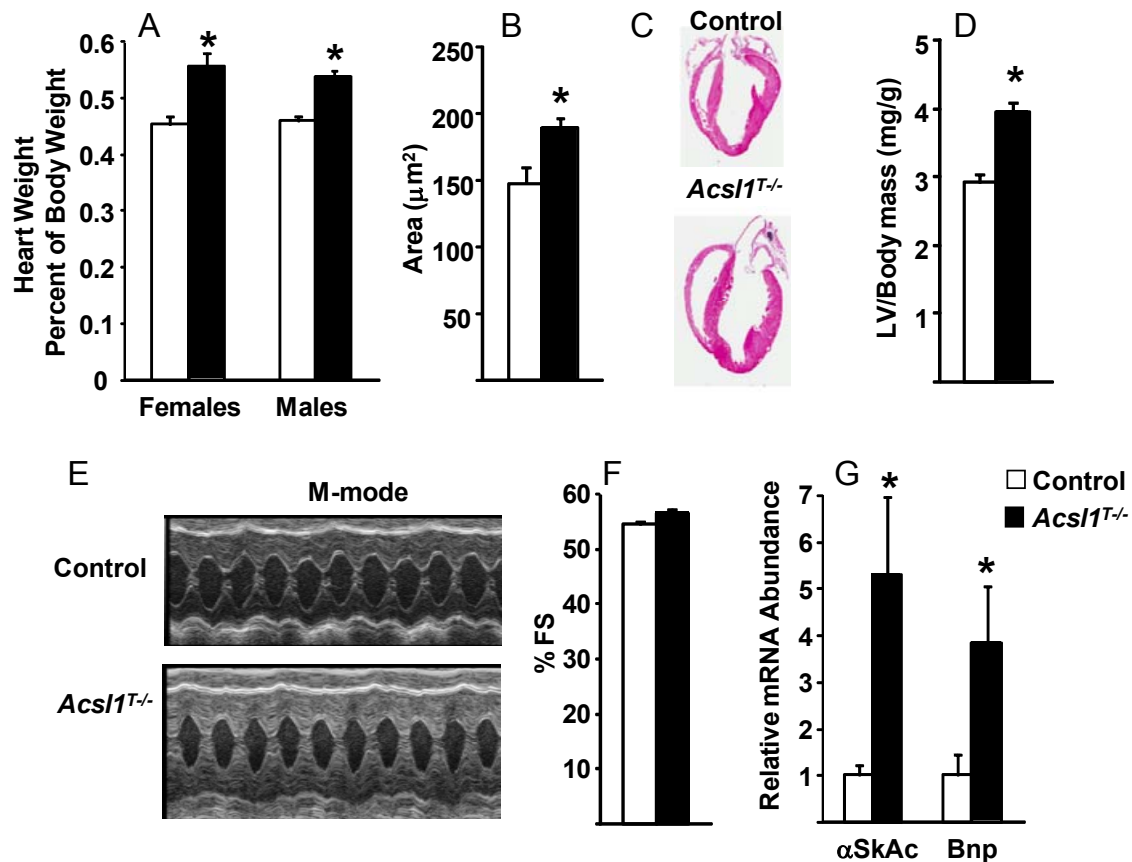 A
0.6
0.5
0.4
0.3
0.2
0.1
0
Heart Weight
Percent of Body Weight
*
*
Females
Males
B
250
200
150
100
50
Area (μm²)
*
C
Control
Acsl1ᵀ⁻/⁻
D
5
4
3
2
1
LV/Body mass (mg/g)
*
E
M-mode
Control
Acsl1ᵀ⁻/⁻
F
60
50
40
30
20
10
% FS
G
7
6
5
4
3
2
1
Relative mRNA Abundance
*
*
αSkAc
Bnp
Control
Acsl1ᵀ⁻/⁻